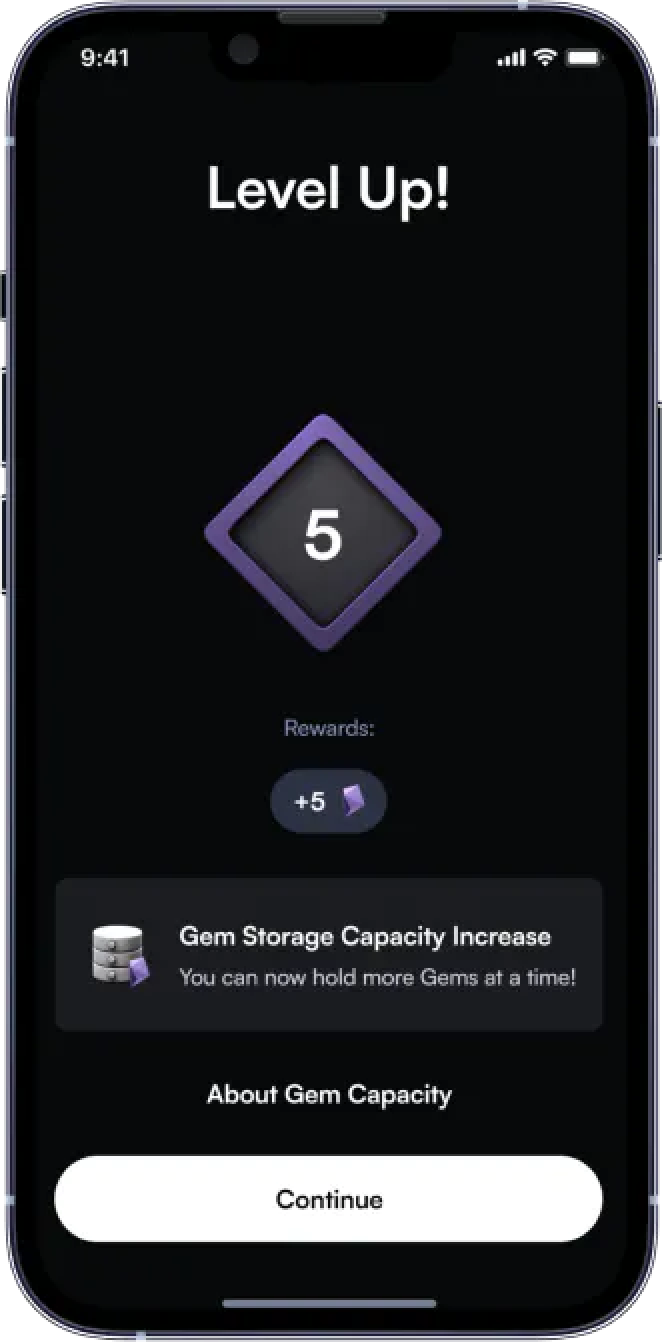 9:41
Level Up!
5
Rewards:
+5
Gem Storage Capacity Increase
You can now hold more Gems at a time!
About Gem Capacity
Continue